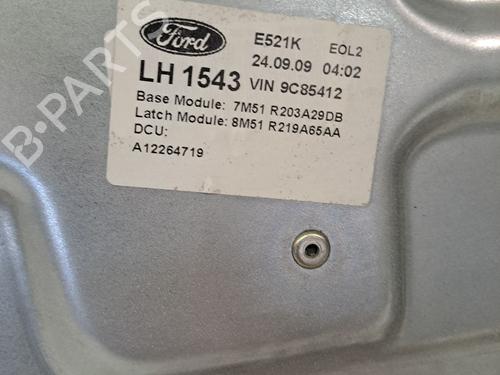 Ford
E521K EOL2
24.09.09 04:02
LH 1543 VIN 9C85412
Base Module: 7M51 R203A29DB
Latch Module: 8M51 R219A65AA
DCU:
A12264719